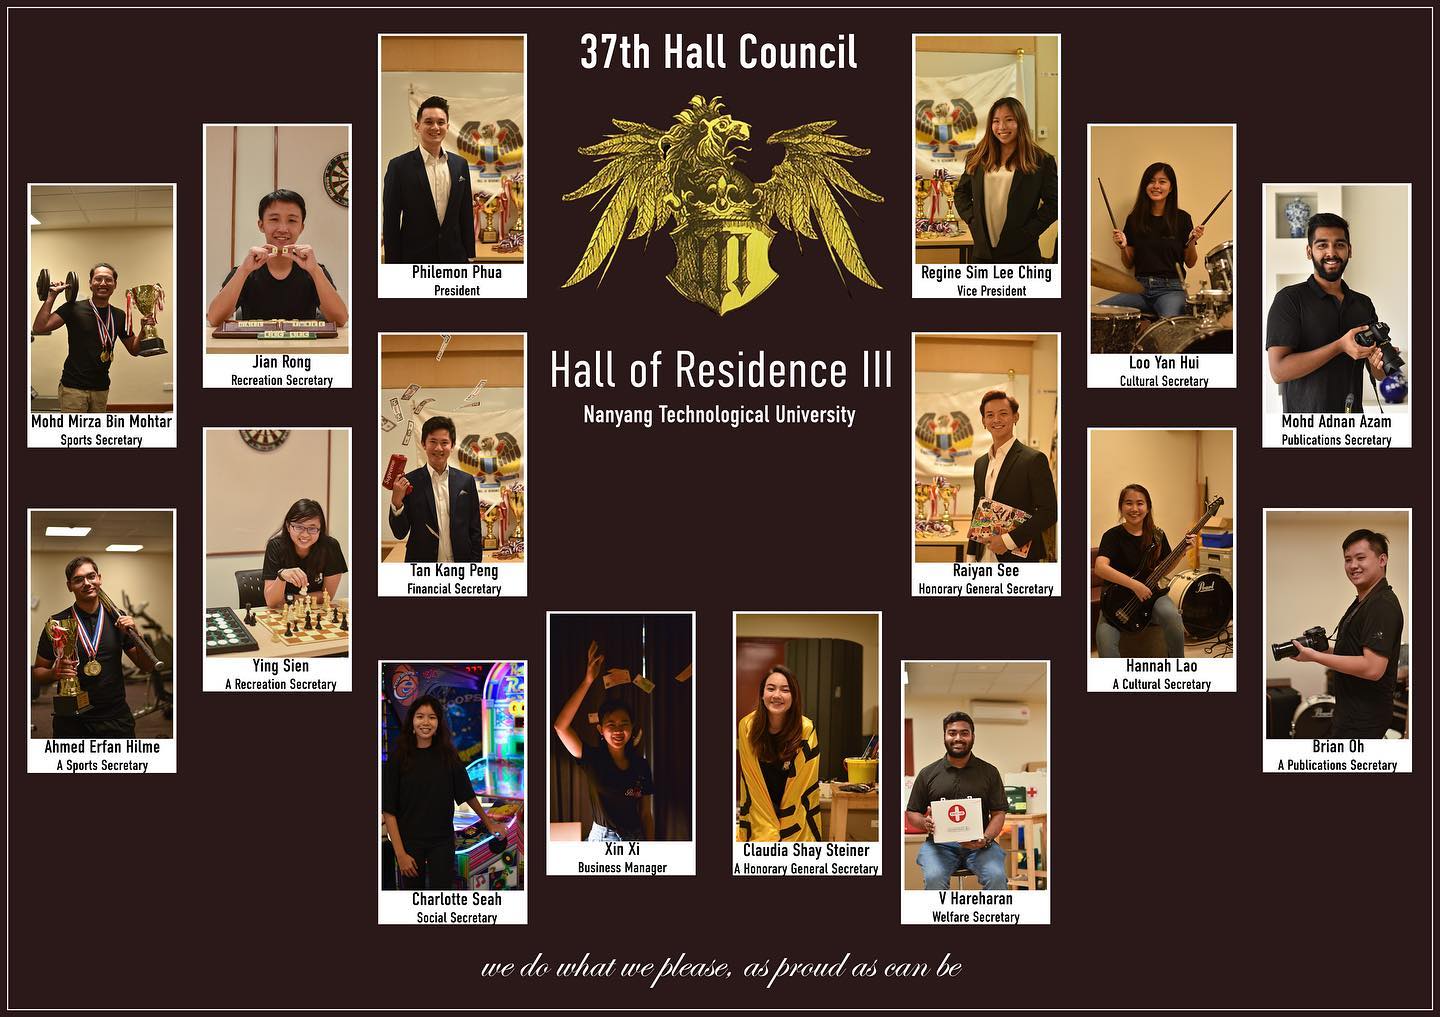 37th Hall Council
III
Hall of Residence III
Nanyang Technological University
Philemon Phua
President
Regine Sim Lee Ching
Vice President
Jian Rong
Recreation Secretary
Loo Yan Hui
Cultural Secretary
Mohd Mirza Bin Mohtar
Sports Secretary
Mohd Adnan Azam
Publications Secretary
Tan Kang Peng
Financial Secretary
Raiyan See
Honorary General Secretary
Ying Sien
A Recreation Secretary
Hannah Lao
A Cultural Secretary
Ahmed Erfan Hilme
A Sports Secretary
Brian Oh
A Publications Secretary
Xin Xi
Business Manager
Claudia Shay Steiner
A Honorary General Secretary
Charlotte Seah
Social Secretary
V Hareharan
Welfare Secretary
we do what we please, as proud as can be